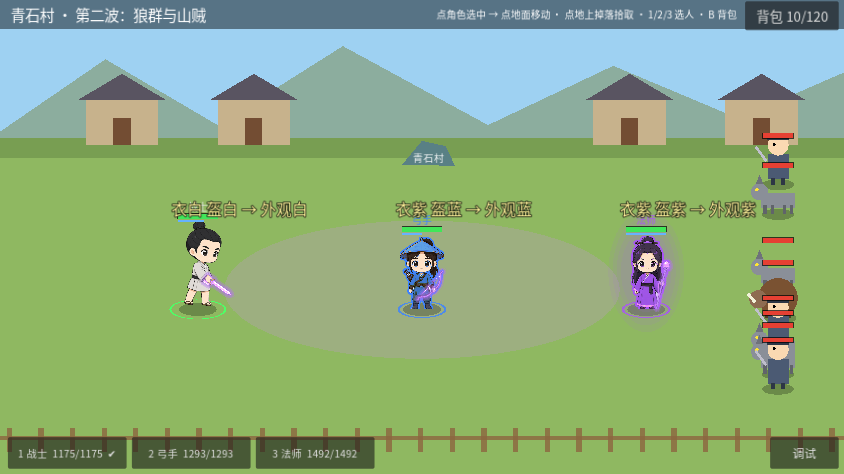 青石村 · 第二波：狼群与山贼
点角色选中 → 点地面移动 · 点地上掉落拾取 · 1/2/3 选人 · B 背包
背包 10/120
青石村
衣白 盔白 → 外观白
衣紫 盔蓝 → 外观蓝
衣紫 盔紫 → 外观紫
1 战士 1175/1175 ✔
2 弓手 1293/1293
3 法师 1492/1492
调试